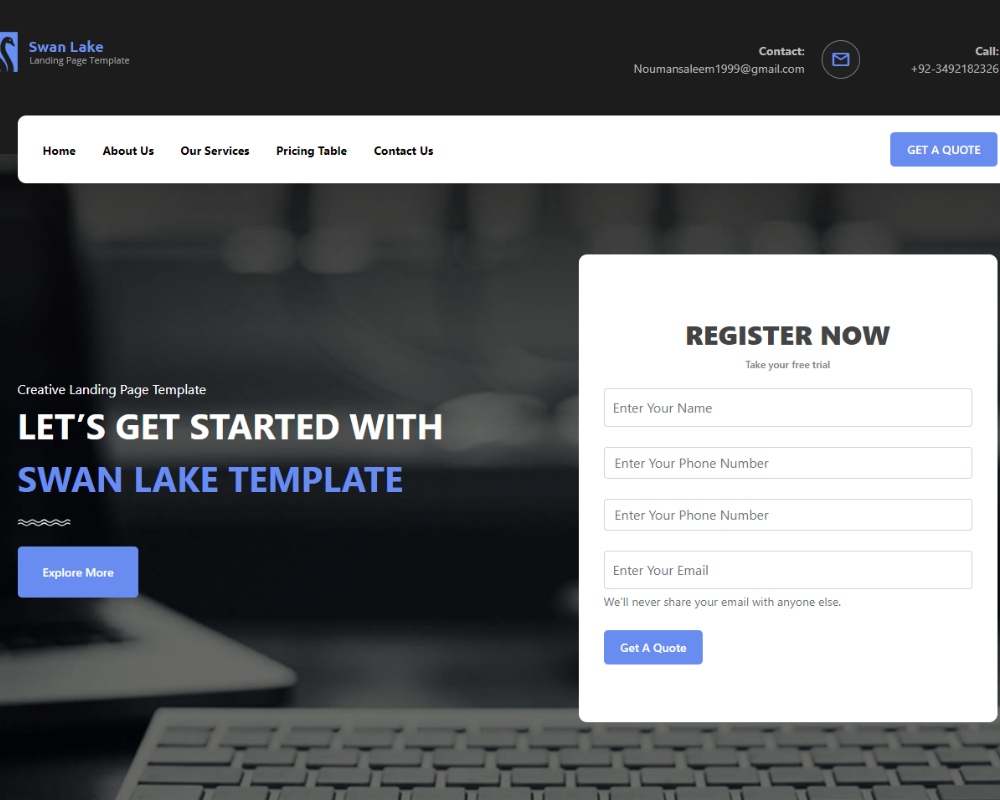 Swan Lake
Landing Page Template
Contact:
Noumansaleem1999@gmail.com
Call:
+92-3492182326
Home
About Us
Our Services
Pricing Table
Contact Us
GET A QUOTE
Creative Landing Page Template
LET’S GET STARTED WITH
SWAN LAKE TEMPLATE
Explore More
REGISTER NOW
Take your free trial
Enter Your Name
Enter Your Phone Number
Enter Your Phone Number
Enter Your Email
We'll never share your email with anyone else.
Get A Quote